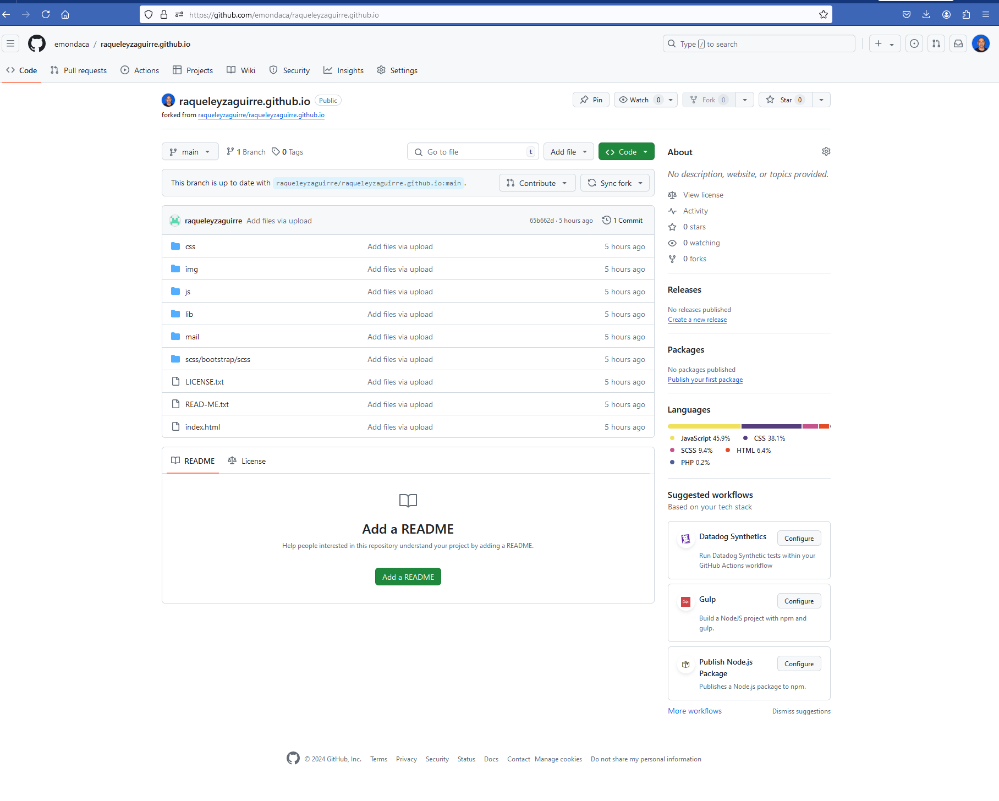 https://github.com/emondaca/raqueleyzaguirre.github.io
emondaca / raqueleyzaguirre.github.io
Type / to search
Code Pull requests Actions Projects Wiki Security Insights Settings
raqueleyzaguirre.github.io Public
Pin Watch 0 Fork 0 Star 0
forked from raqueleyzaguirre/raqueleyzaguirre.github.io
main 1 Branch 0 Tags Go to file t Add file Code
This branch is up to date with raqueleyzaguirre/raqueleyzaguirre.github.io:main .
Contribute Sync fork
raqueleyzaguirre Add files via upload 65b662d · 5 hours ago 1 Commit
css Add files via upload 5 hours ago
img Add files via upload 5 hours ago
js Add files via upload 5 hours ago
lib Add files via upload 5 hours ago
mail Add files via upload 5 hours ago
scss/bootstrap/scss Add files via upload 5 hours ago
LICENSE.txt Add files via upload 5 hours ago
READ-ME.txt Add files via upload 5 hours ago
index.html Add files via upload 5 hours ago
README License
Add a README
Help people interested in this repository understand your project by adding a README.
Add a README
About
No description, website, or topics provided.
View license
Activity
0 stars
0 watching
0 forks
Releases
No releases published
Create a new release
Packages
No packages published
Publish your first package
Languages
JavaScript 45.9% CSS 38.1%
SCSS 9.4% HTML 6.4%
PHP 0.2%
Suggested workflows
Based on your tech stack
Datadog Synthetics Configure
Run Datadog Synthetic tests within your
GitHub Actions workflow
Gulp Configure
Build a NodeJS project with npm and
gulp.
Publish Node.js Configure
Package
Publishes a Node.js package to npm.
More workflows Dismiss suggestions
© 2024 GitHub, Inc. Terms Privacy Security Status Docs Contact Manage cookies Do not share my personal information